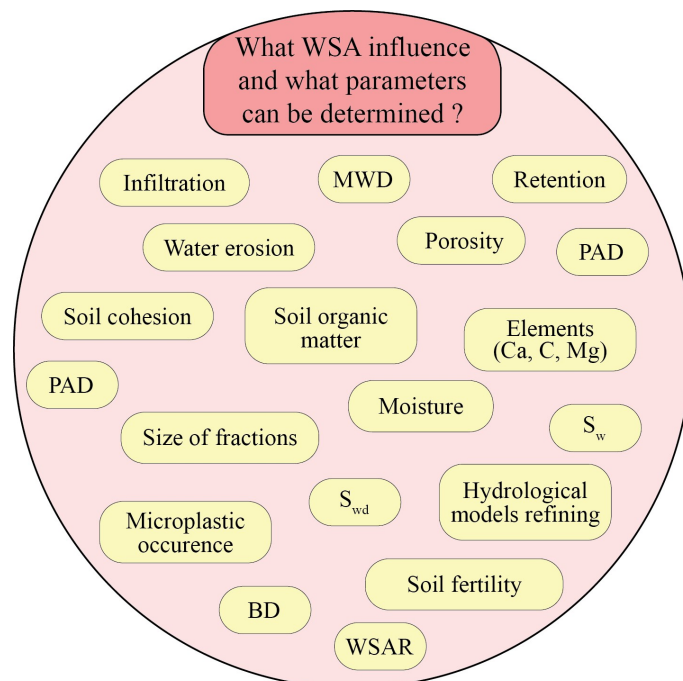 What WSA influence
and what parameters
can be determined ?
Infiltration
MWD
Retention
Water erosion
Porosity
PAD
Soil cohesion
Soil organic
matter
Elements
(Ca, C, Mg)
PAD
Moisture
Size of fractions
Sw
Swd
Hydrological
models refining
Microplastic
occurence
Soil fertility
BD
WSAR